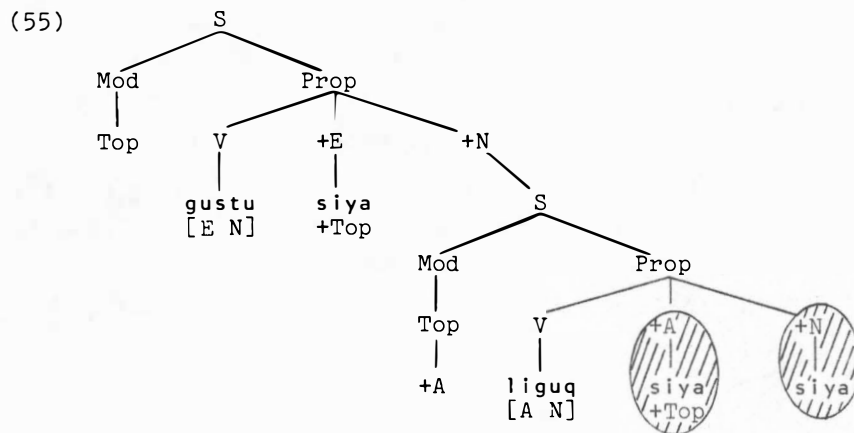 (55)
S
Mod Prop
Top V +E +N
gustu siya S
[E N] +Top
Mod Prop
Top V +A +N
+A liguq siya siya
[A N] +Top